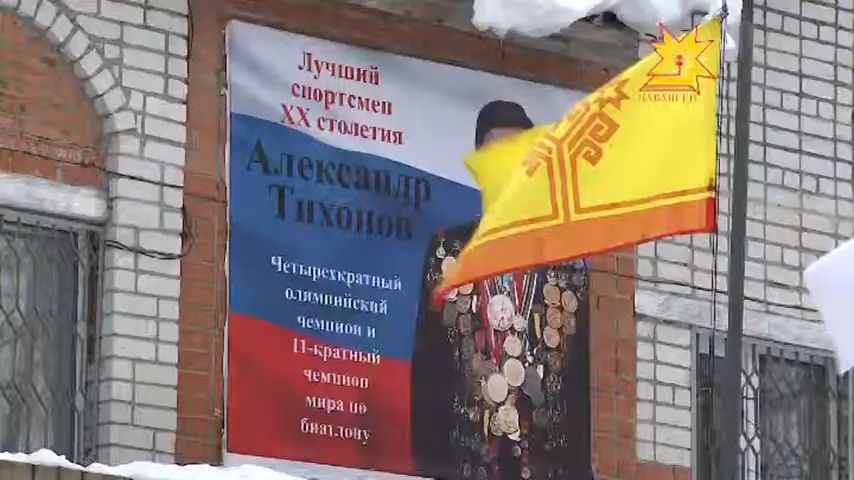 Лучший
спортсмен
XX столетия
Александр
Тихонов
Четырехкратный
олимпийский
чемпион и
11-кратный
чемпион
мира по
биатлону